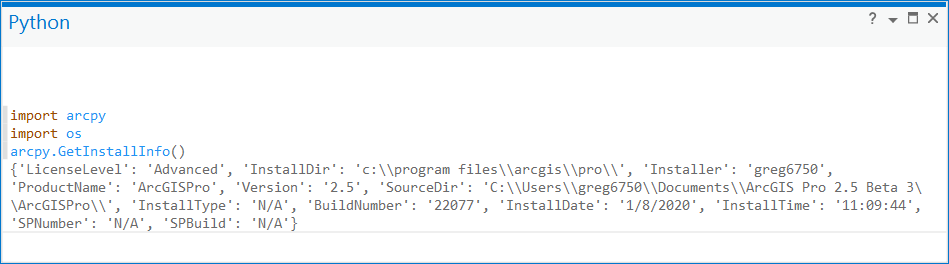 Python
import arcpy
import os
arcpy.GetInstallInfo()
{'LicenseLevel': 'Advanced', 'InstallDir': 'c:\\program files\\arcgis\\pro\\', 'Installer': 'greg6750',
'ProductName': 'ArcGISPro', 'Version': '2.5', 'SourceDir': 'C:\\Users\\greg6750\\Documents\\ArcGIS Pro 2.5 Beta 3\
\ArcGISPro\\', 'InstallType': 'N/A', 'BuildNumber': '22077', 'InstallDate': '1/8/2020', 'InstallTime': '11:09:44',
'SPNumber': 'N/A', 'SPBuild': 'N/A'}